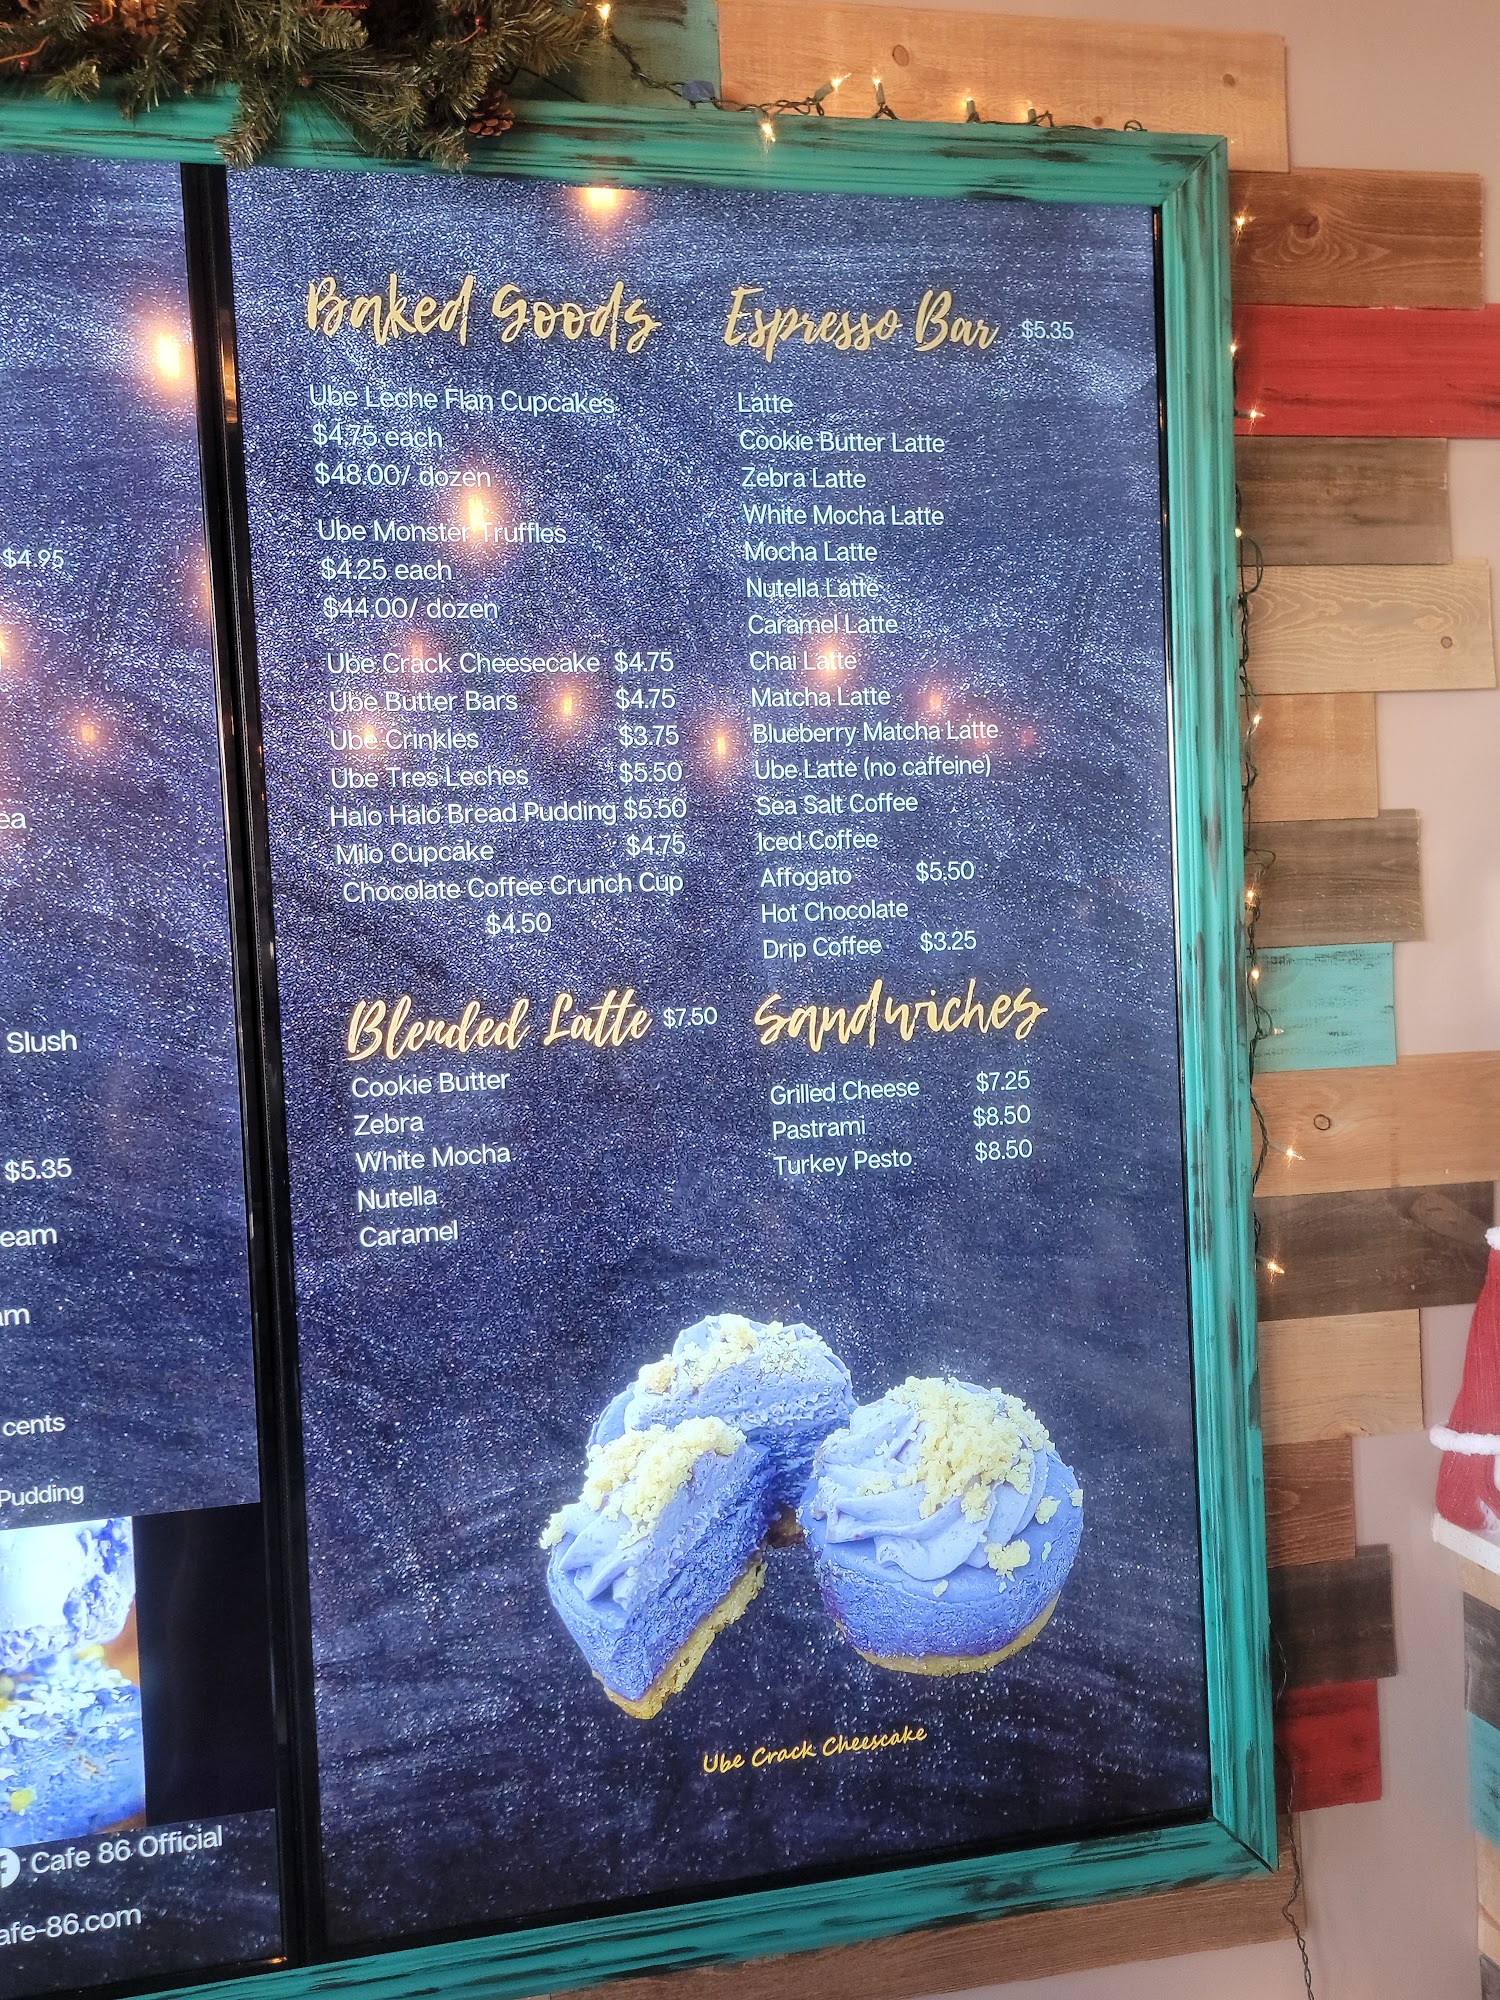 $4.95
Slush
$5.35
cents
Pudding
Cafe 86 Official
Baked Goods
Ube Leche Flan Cupcakes
$4.75 each
$48.00/ dozen
Ube Monster Truffles
$4.25 each
$44.00/ dozen
Ube Crack Cheesecake $4.75
Ube Butter Bars $4.75
Ube Crinkles $3.75
Ube Tres Leches $5.50
Halo Halo Bread Pudding $5.50
Milo Cupcake $4.75
Chocolate Coffee Crunch Cup
$4.50
Blended Latte $7.50
Cookie Butter
Zebra
White Mocha
Nutella
Caramel
Espresso Bar $5.35
Latte
Cookie Butter Latte
Zebra Latte
White Mocha Latte
Mocha Latte
Nutella Latte
Caramel Latte
Chai Latte
Matcha Latte
Blueberry Matcha Latte
Ube Latte (no caffeine)
Sea Salt Coffee
Iced Coffee
Affogato $5.50
Hot Chocolate
Drip Coffee $3.25
Sandwiches
Grilled Cheese $7.25
Pastrami $8.50
Turkey Pesto $8.50
Ube Crack Cheesecake